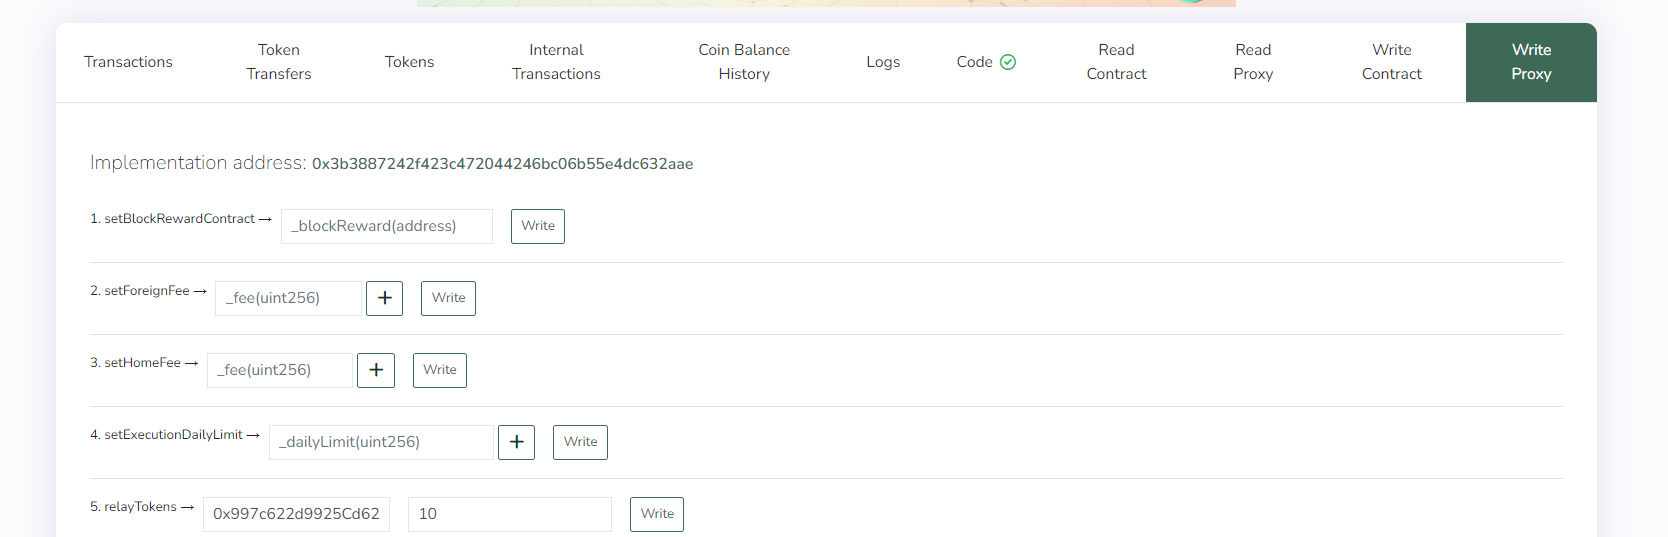 Transactions
Token
Transfers
Tokens
Internal
Transactions
Coin Balance
History
Logs
Code
Read
Contract
Read
Proxy
Write
Contract
Write
Proxy
Implementation address: 0x3b3887242f423c472044246bc06b55e4dc632aae
1. setBlockRewardContract → _blockReward(address) Write
2. setForeignFee → _fee(uint256) + Write
3. setHomeFee → _fee(uint256) + Write
4. setExecutionDailyLimit → _dailyLimit(uint256) + Write
5. relayTokens → 0x997c622d9925Cd62 10 Write